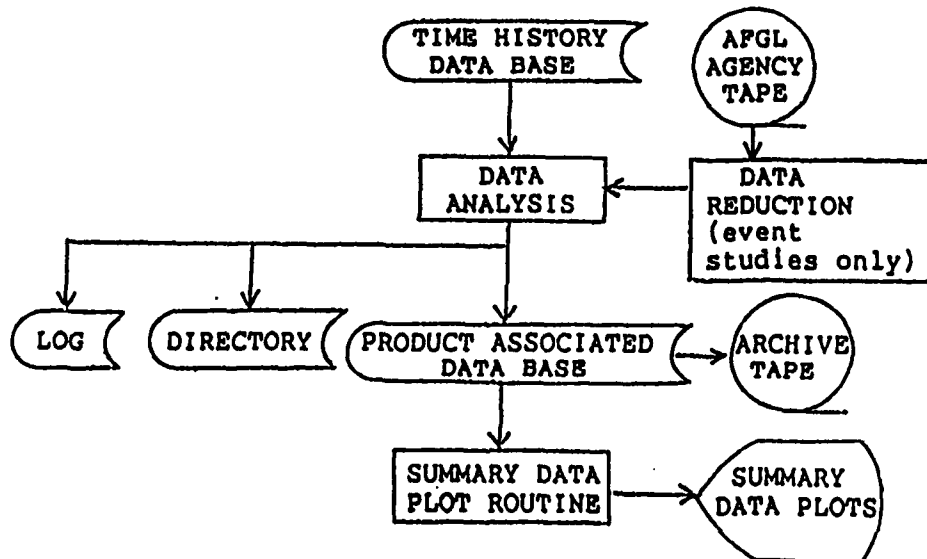 TIME HISTORY
DATA BASE
AFGL
AGENCY
TAPE
DATA
ANALYSIS
DATA
REDUCTION
(event
studies only)
LOG
DIRECTORY
PRODUCT ASSOCIATED
DATA BASE
ARCHIVE
TAPE
SUMMARY DATA
PLOT ROUTINE
SUMMARY
DATA PLOTS